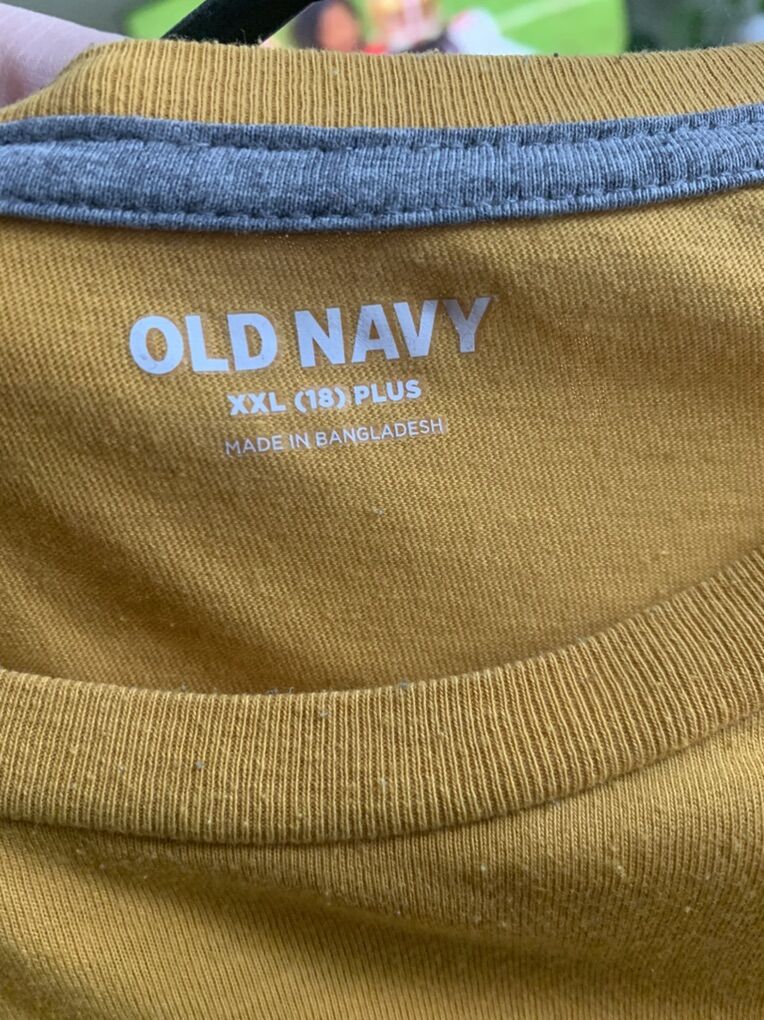 OLD NAVY
XXL (18) PLUS
MADE IN BANGLADESH